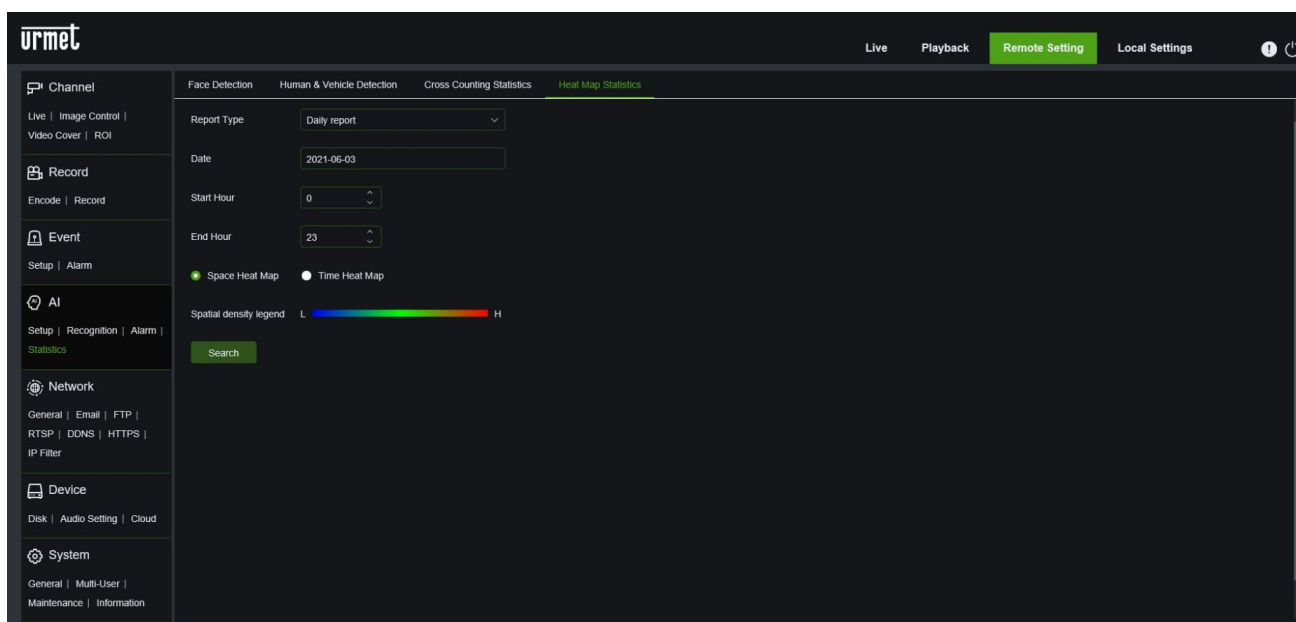 urmet
Live Playback Remote Setting Local Settings
Channel
Live | Image Control |
Video Cover | ROI
Record
Encode | Record
Event
Setup | Alarm
AI
Setup | Recognition | Alarm |
Statistics
Network
General | Email | FTP |
RTSP | DDNS | HTTPS |
IP Filter
Device
Disk | Audio Setting | Cloud
System
General | Multi-User |
Maintenance | Information
Face Detection Human & Vehicle Detection Cross Counting Statistics Heat Map Statistics
Report Type Daily report
Date 2021-06-03
Start Hour 0
End Hour 23
Space Heat Map Time Heat Map
Spatial density legend L H
Search